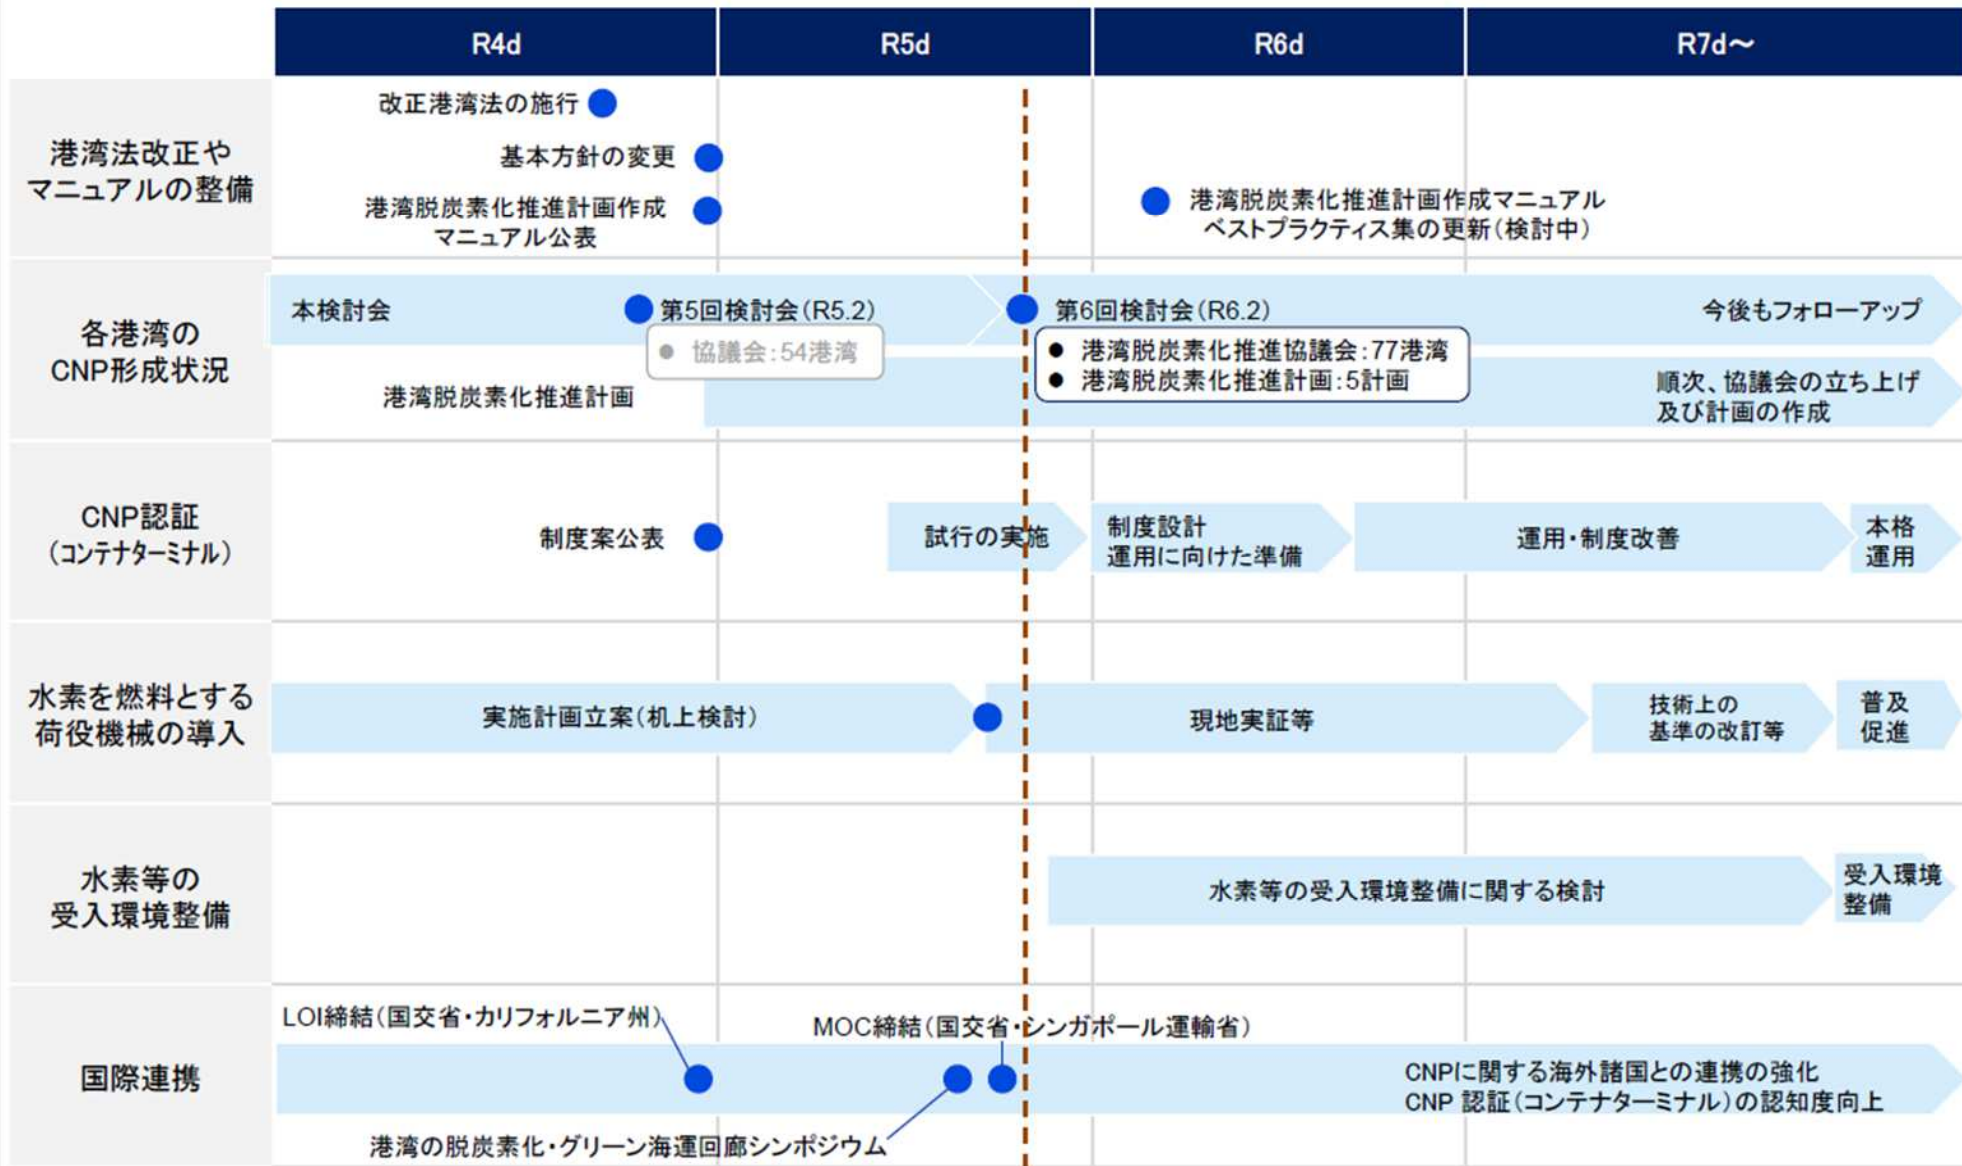 R4d
R5d
R6d
R7d～
港湾法改正や
マニュアルの整備
改正港湾法の施行
基本方針の変更
港湾脱炭素化推進計画作成
マニュアル公表
港湾脱炭素化推進計画作成マニュアル
ベストプラクティス集の更新（検討中）
各港湾の
CNP形成状況
本検討会
第5回検討会（R5.2）
協議会：54港湾
第6回検討会（R6.2）
● 港湾脱炭素化推進協議会：77港湾
● 港湾脱炭素化推進計画：5計画
今後もフォローアップ
港湾脱炭素化推進計画
順次、協議会の立ち上げ
及び計画の作成
CNP認証
（コンテナターミナル）
制度案公表
試行の実施
制度設計
運用に向けた準備
運用・制度改善
本格
運用
水素を燃料とする
荷役機械の導入
実施計画立案（机上検討）
現地実証等
技術上の
基準の改訂等
普及
促進
水素等の
受入環境整備
水素等の受入環境整備に関する検討
受入環境
整備
国際連携
LOI締結（国交省・カリフォルニア州）
MOC締結（国交省・シンガポール運輸省）
港湾の脱炭素化・グリーン海運回廊シンポジウム
CNPに関する海外諸国との連携の強化
CNP 認証（コンテナターミナル）の認知度向上